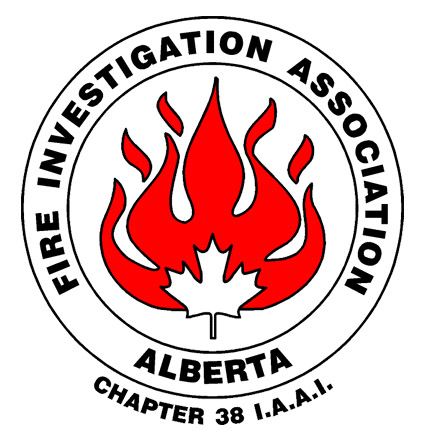 FIRE INVESTIGATION ASSOCIATION
ALBERTA
CHAPTER 38 I.A.A.I.